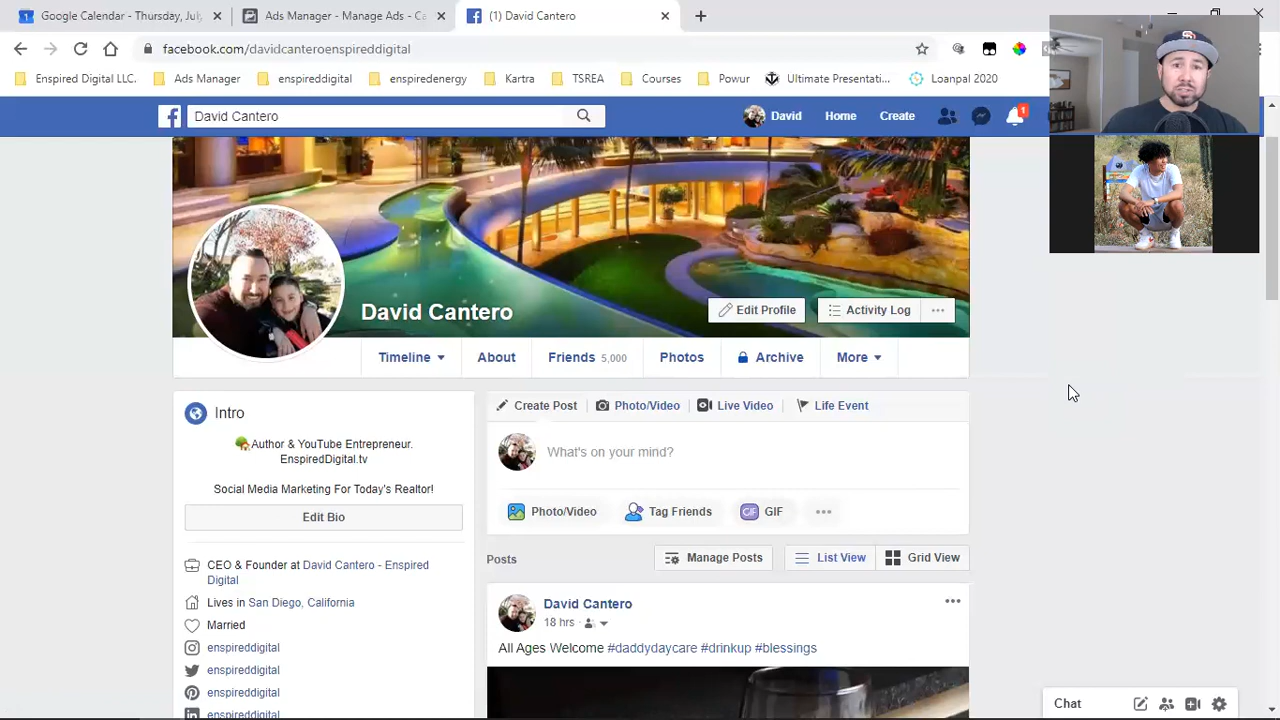 Google Calendar - Thursday, July
Ads Manager - Manage Ads - Ca
(1) David Cantero
facebook.com/davidcanteroenspireddigital
Enspired Digital LLC.
Ads Manager
enspireddigital
enspiredenergy
Kartra
TSREA
Courses
Powur
Ultimate Presentati...
Loanpal 2020
David Cantero
David
Home
Create
1
David Cantero
Edit Profile
Activity Log
Timeline
About
Friends 5,000
Photos
Archive
More
Intro
Author & YouTube Entrepreneur.
EnspiredDigital.tv
Social Media Marketing For Today's Realtor!
Edit Bio
CEO & Founder at David Cantero - Enspired
Digital
Lives in San Diego, California
Married
enspireddigital
enspireddigital
enspireddigital
enspireddigital
Create Post
Photo/Video
Live Video
Life Event
What's on your mind?
Photo/Video
Tag Friends
GIF
Posts
Manage Posts
List View
Grid View
David Cantero
18 hrs
All Ages Welcome #daddydaycare #drinkup #blessings
Chat